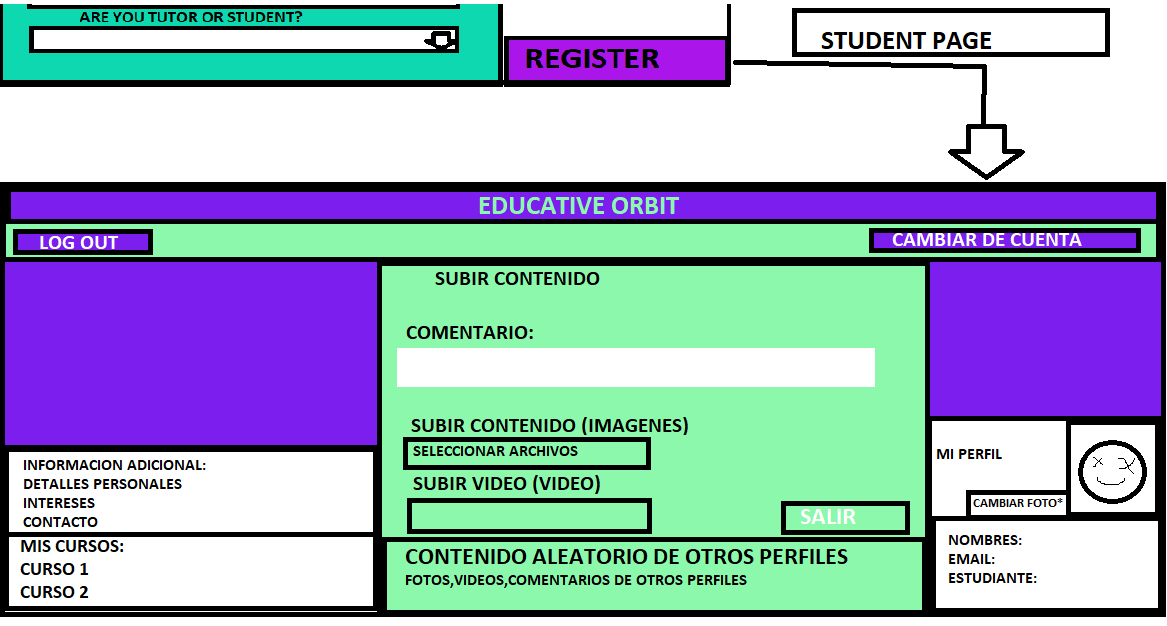 ARE YOU TUTOR OR STUDENT?
REGISTER
STUDENT PAGE
EDUCATIVE ORBIT
LOG OUT
CAMBIAR DE CUENTA
SUBIR CONTENIDO
COMENTARIO:
SUBIR CONTENIDO (IMAGENES)
SELECCIONAR ARCHIVOS
SUBIR VIDEO (VIDEO)
SALIR
CONTENIDO ALEATORIO DE OTROS PERFILES
FOTOS,VIDEOS,COMENTARIOS DE OTROS PERFILES
INFORMACION ADICIONAL:
DETALLES PERSONALES
INTERESES
CONTACTO
MIS CURSOS:
CURSO 1
CURSO 2
MI PERFIL
CAMBIAR FOTO*
NOMBRES:
EMAIL:
ESTUDIANTE: